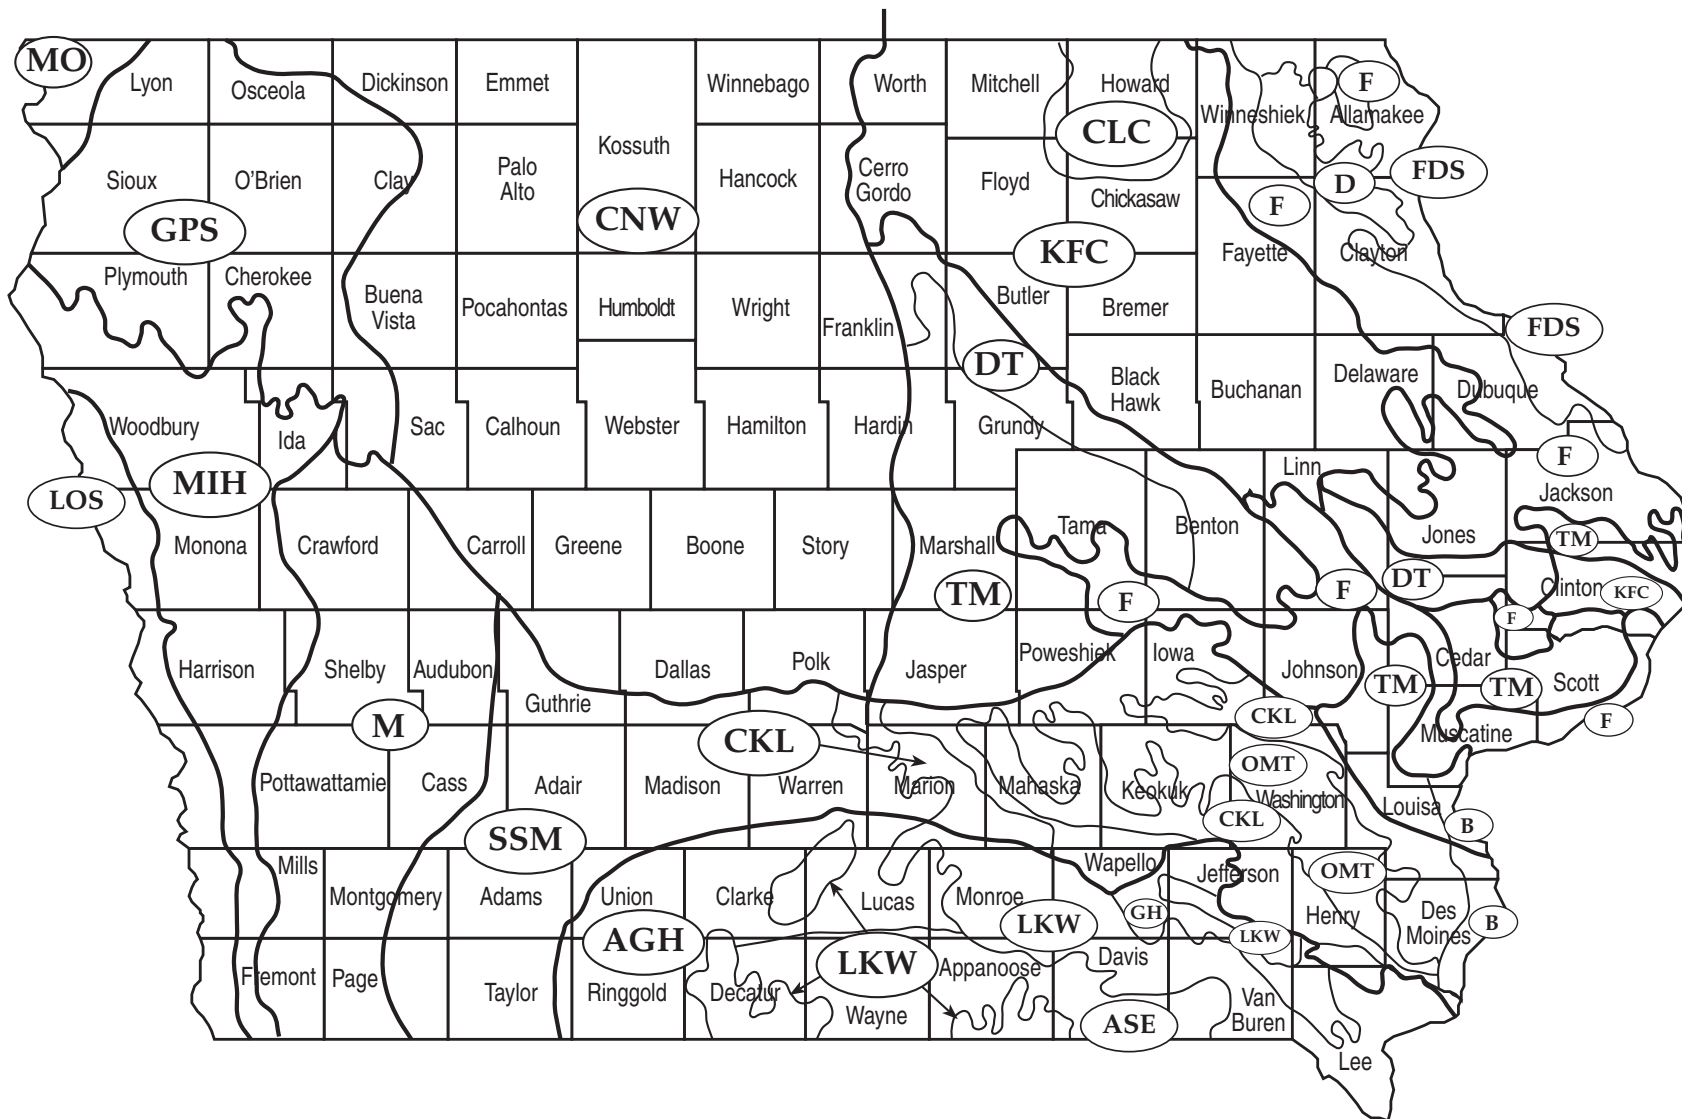 MO
Lyon
Osceola
Dickinson
Emmet
Winnebago
Worth
Mitchell
Howard
Winneshiek
F
Allamakee
Kossuth
CLC
Sioux
O'Brien
Clay
Palo
Alto
Hancock
Cerro
Gordo
Floyd
Chickasaw
D
FDS
F
GPS
CNW
KFC
Fayette
Clayton
Plymouth
Cherokee
Buena
Vista
Pocahontas
Humboldt
Wright
Franklin
Butler
Bremer
FDS
DT
Black
Hawk
Buchanan
Delaware
Dubuque
Woodbury
Ida
Sac
Calhoun
Webster
Hamilton
Hardin
Grundy
F
LOS
MIH
Linn
Jackson
Monona
Crawford
Carroll
Greene
Boone
Story
Marshall
Tama
Benton
Jones
TM
TM
F
F
DT
Clinton
KFC
F
Harrison
Shelby
Audubon
Guthrie
Dallas
Polk
Jasper
Poweshiek
Iowa
Johnson
Cedar
TM
TM
Scott
M
CKL
CKL
F
Muscatine
Pottawattamie
Cass
Adair
Madison
Warren
Marion
Mahaska
Keokuk
OMT
Washington
Louisa
SSM
CKL
B
Mills
Montgomery
Adams
Union
Clarke
Lucas
Monroe
Wapello
Jefferson
OMT
Henry
Des
Moines
B
AGH
LKW
LKW
GH
LKW
Fremont
Page
Taylor
Ringgold
Decatur
Wayne
Appanoose
Davis
Van
Buren
ASE
Lee